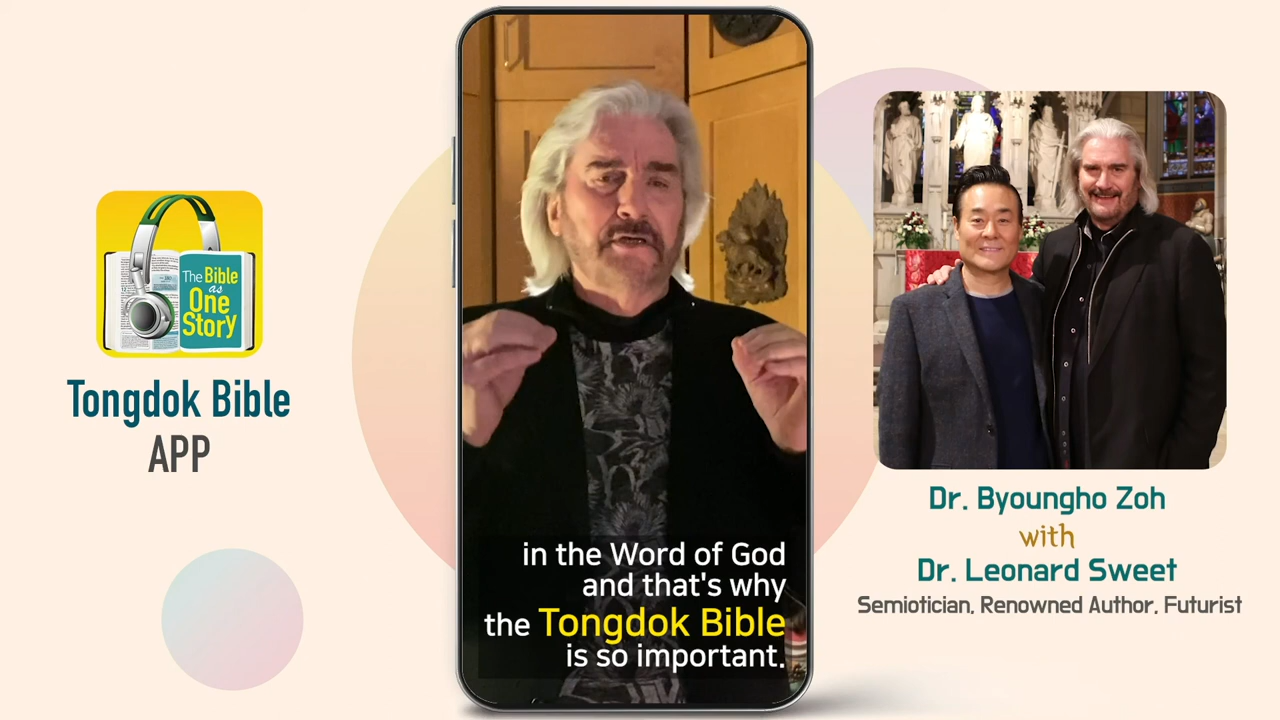 The Bible
as
One
Story
Tongdok Bible
APP
in the Word of God
and that's why
the Tongdok Bible
is so important.
Dr. Byoungho Zoh
with
Dr. Leonard Sweet
Semiotician, Renowned Author, Futurist